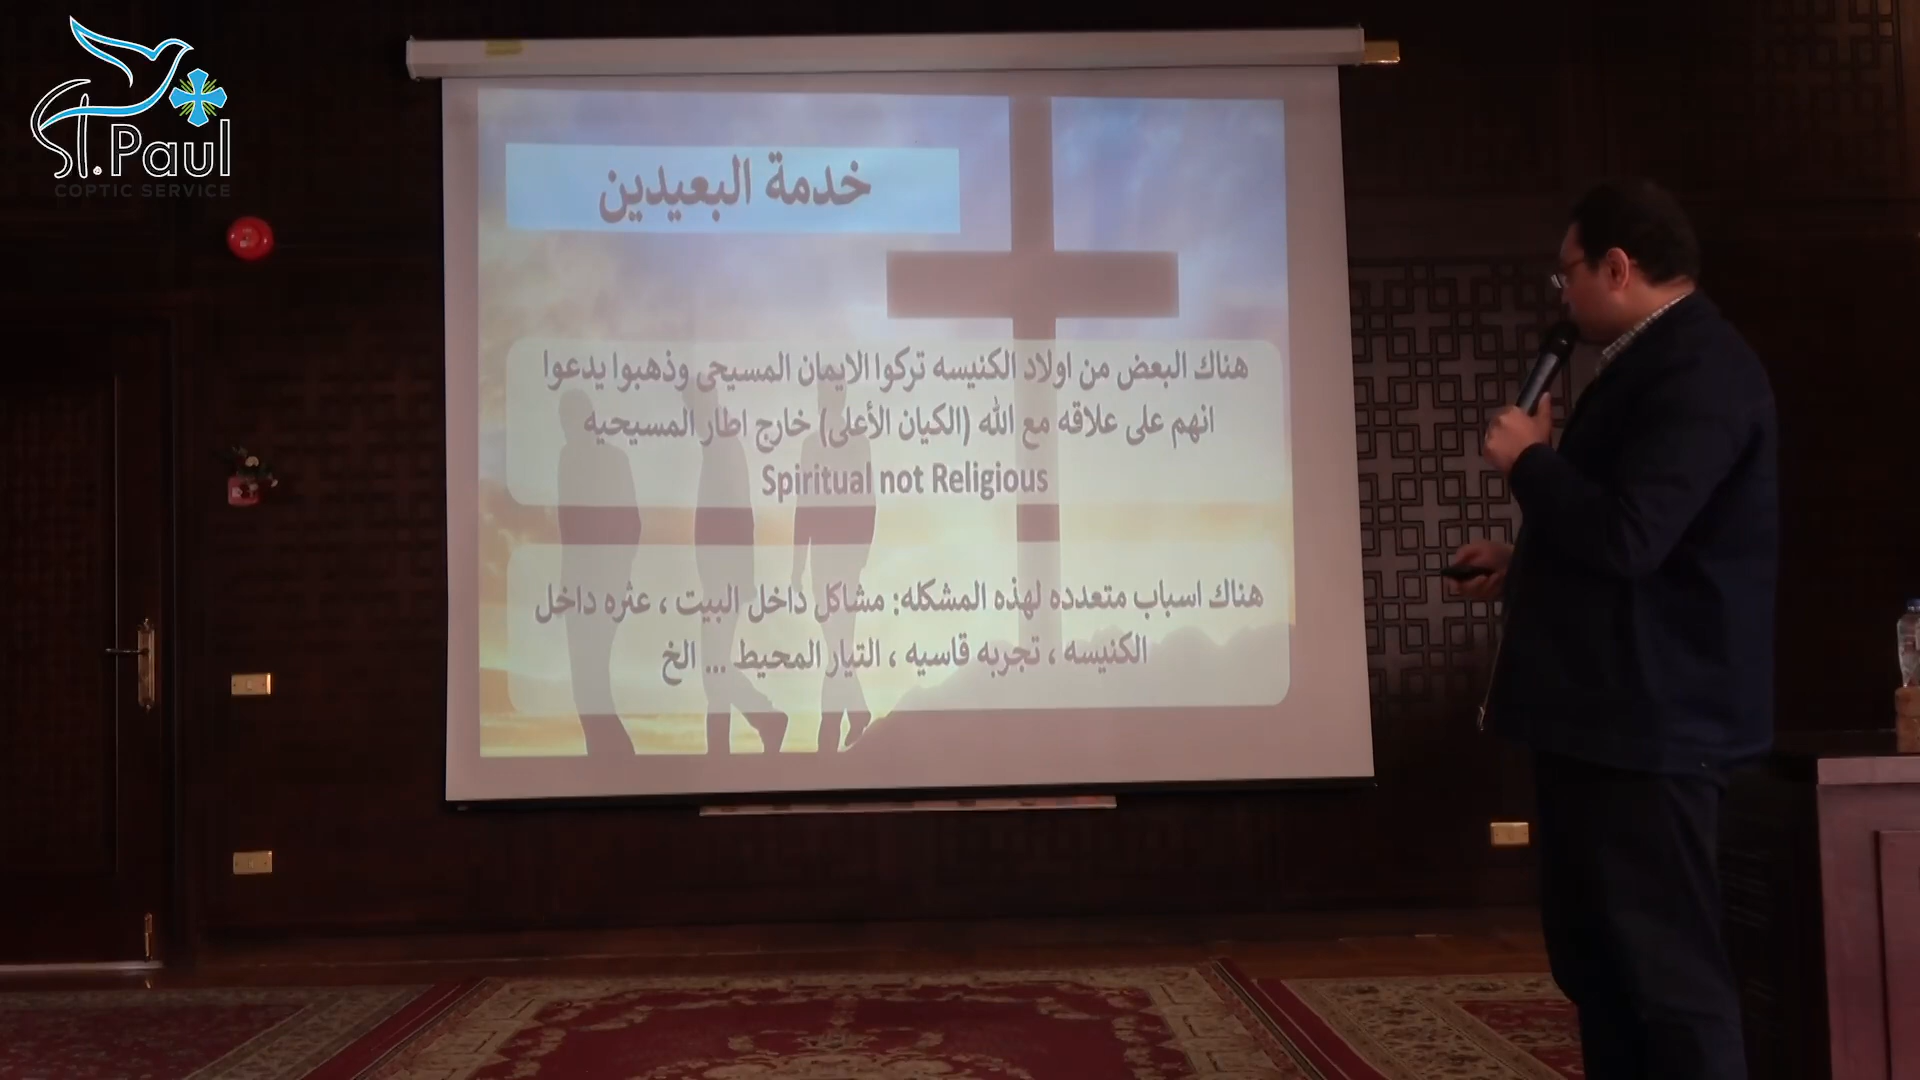 St.Paul
COPTIC SERVICE
خدمة البعيدين
هناك البعض من اولاد الكنيسه تركوا الايمان المسيحى وذهبوا يدعوا
انهم على علاقه مع الله (الكيان الأعلى) خارج اطار المسيحيه
Spiritual not Religious
هناك اسباب متعدده لهذه المشكله: مشاكل داخل البيت ، عثره داخل
الكنيسه ، تجربه قاسيه ، التيار المحيط ... الخ